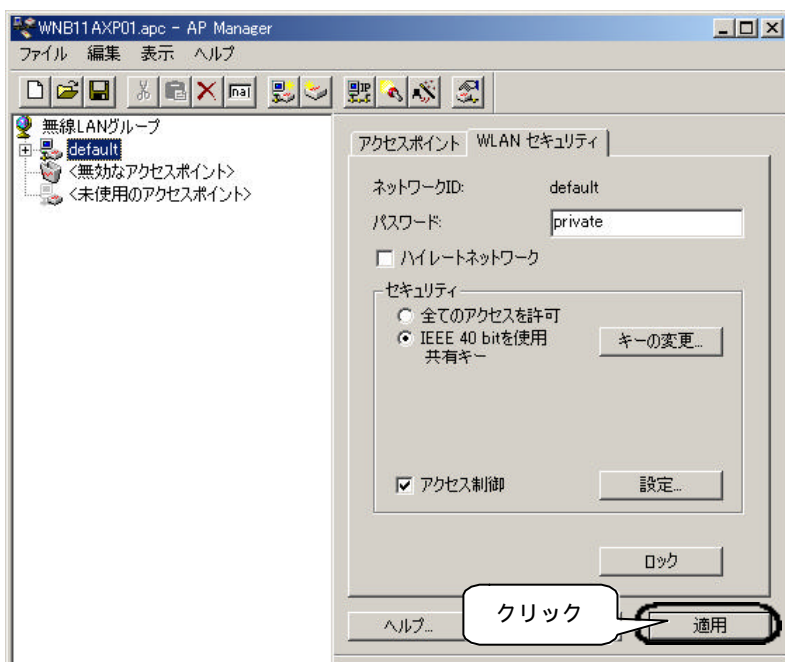 WNB11AXP01.apc - AP Manager
ファイル 編集 表示 ヘルプ
無線LANグループ
default
<無効なアクセスポイント>
<未使用のアクセスポイント>
アクセスポイント WLAN セキュリティ
ネットワークID: default
パスワード: private
ハイレートネットワーク
セキュリティ
全てのアクセスを許可
IEEE 40 bitを使用
共有キー
キーの変更...
アクセス制御
設定...
ロック
ヘルプ...
クリック
適用